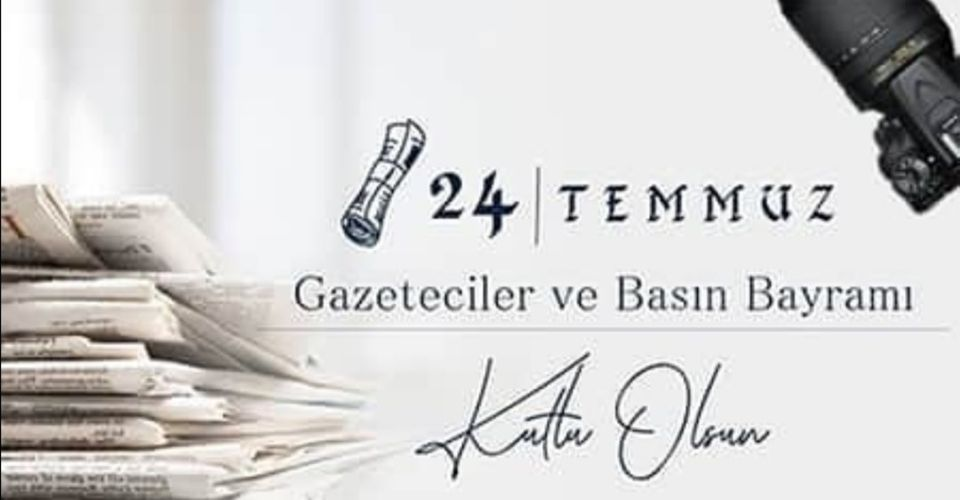 24 | TEMMUZ
Gazeteciler ve Basın Bayramı
Kutlu Olsun